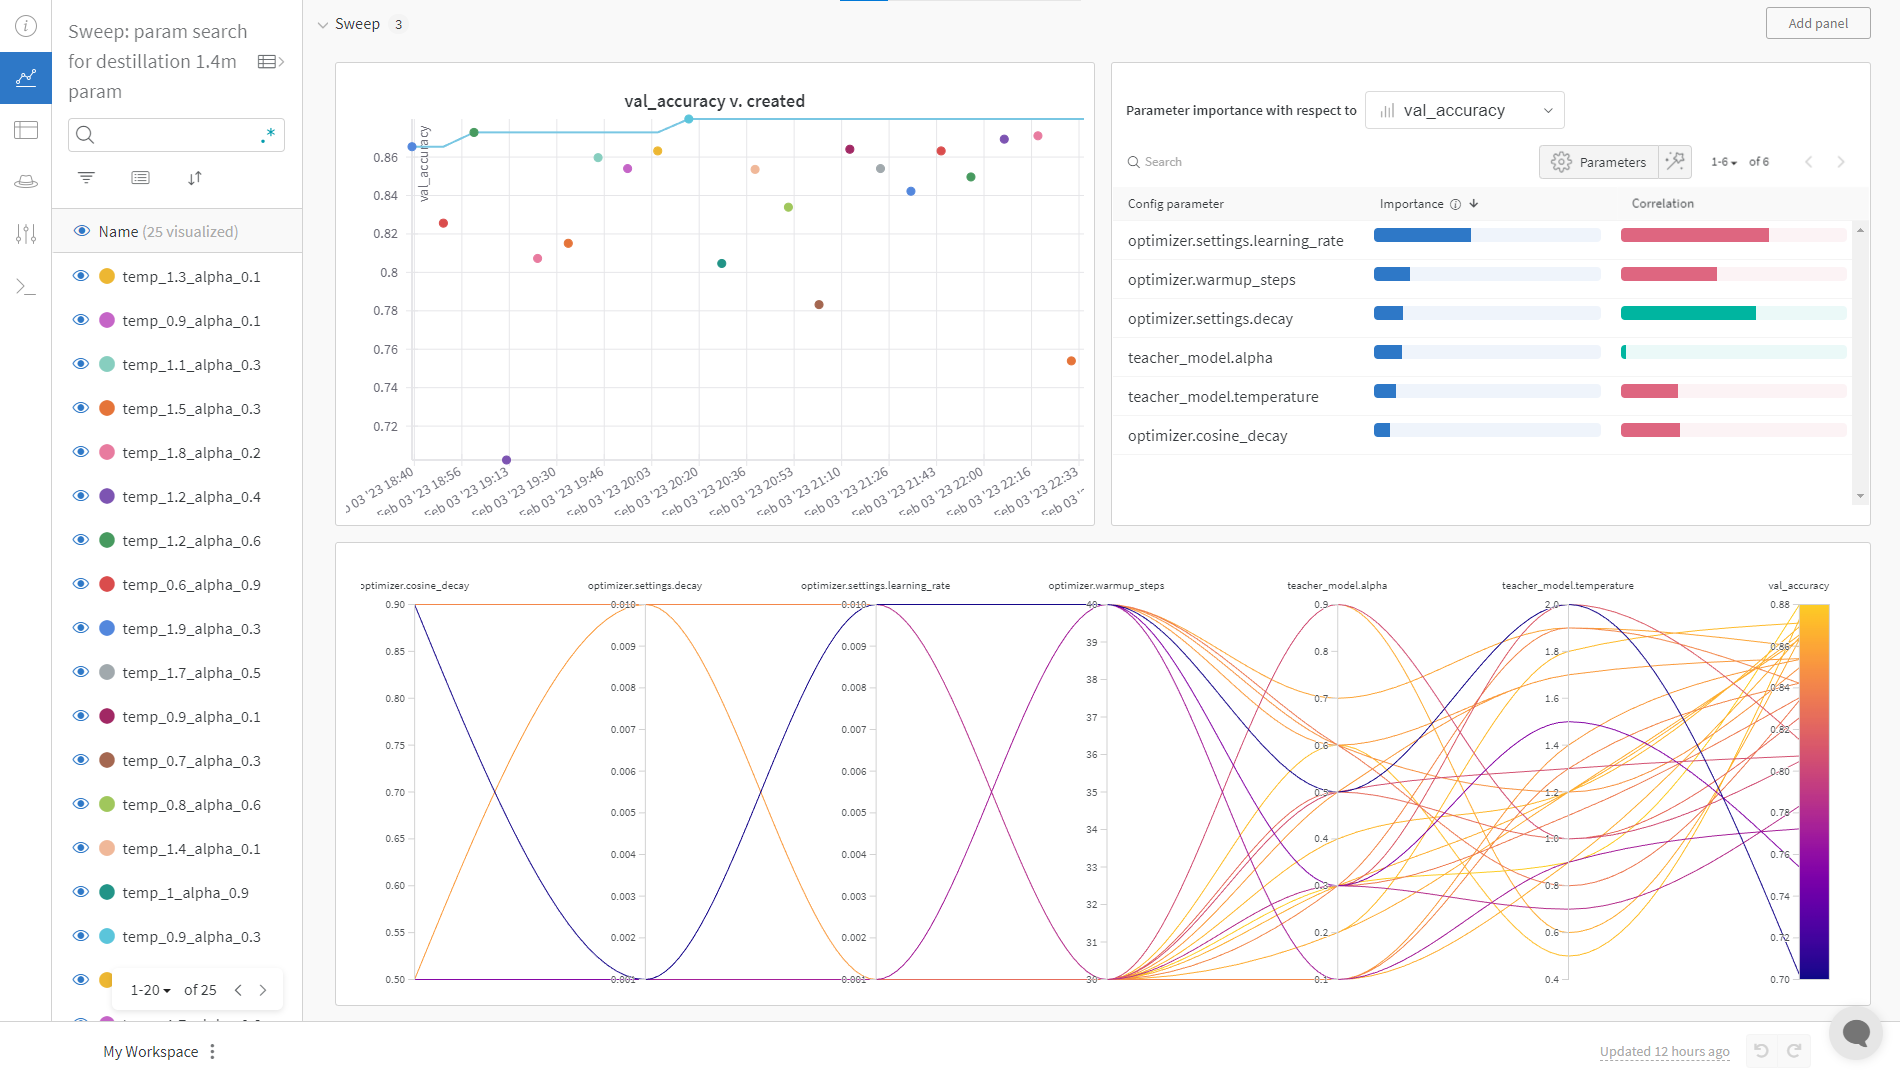 Sweep: param search
for destillation 1.4m
param
.*
Name (25 visualized)
temp_1.3_alpha_0.1
temp_0.9_alpha_0.1
temp_1.1_alpha_0.3
temp_1.5_alpha_0.3
temp_1.8_alpha_0.2
temp_1.2_alpha_0.4
temp_1.2_alpha_0.6
temp_0.6_alpha_0.9
temp_1.9_alpha_0.3
temp_1.7_alpha_0.5
temp_0.9_alpha_0.1
temp_0.7_alpha_0.3
temp_0.8_alpha_0.6
temp_1.4_alpha_0.1
temp_1_alpha_0.9
temp_0.9_alpha_0.3
1-20 of 25
My Workspace
Sweep 3
Add panel
val_accuracy v. created
val_accuracy
0.86
0.84
0.82
0.8
0.78
0.76
0.74
0.72
03 '23 18:40
Feb 03 '23 18:56
Feb 03 '23 19:13
Feb 03 '23 19:30
Feb 03 '23 19:46
Feb 03 '23 20:03
Feb 03 '23 20:20
Feb 03 '23 20:36
Feb 03 '23 20:53
Feb 03 '23 21:10
Feb 03 '23 21:26
Feb 03 '23 21:43
Feb 03 '23 22:00
Feb 03 '23 22:16
Feb 03 '23 22:33
Feb 03 '
Parameter importance with respect to val_accuracy
Search
Parameters
1-6 of 6
Config parameter Importance Correlation
optimizer.settings.learning_rate
optimizer.warmup_steps
optimizer.settings.decay
teacher_model.alpha
teacher_model.temperature
optimizer.cosine_decay
optimizer.cosine_decay
0.90
0.85
0.80
0.75
0.70
0.65
0.60
0.55
0.50
optimizer.settings.decay
0.010
0.009
0.008
0.007
0.006
0.005
0.004
0.003
0.002
0.001
optimizer.settings.learning_rate
0.010
0.009
0.008
0.007
0.006
0.005
0.004
0.003
0.002
0.001
optimizer.warmup_steps
40
39
38
37
36
35
34
33
32
31
30
teacher_model.alpha
0.9
0.8
0.7
0.6
0.5
0.4
0.3
0.2
0.1
teacher_model.temperature
2.0
1.8
1.6
1.4
1.2
1.0
0.8
0.6
0.4
val_accuracy
0.88
0.86
0.84
0.82
0.80
0.78
0.76
0.74
0.72
0.70
Updated 12 hours ago